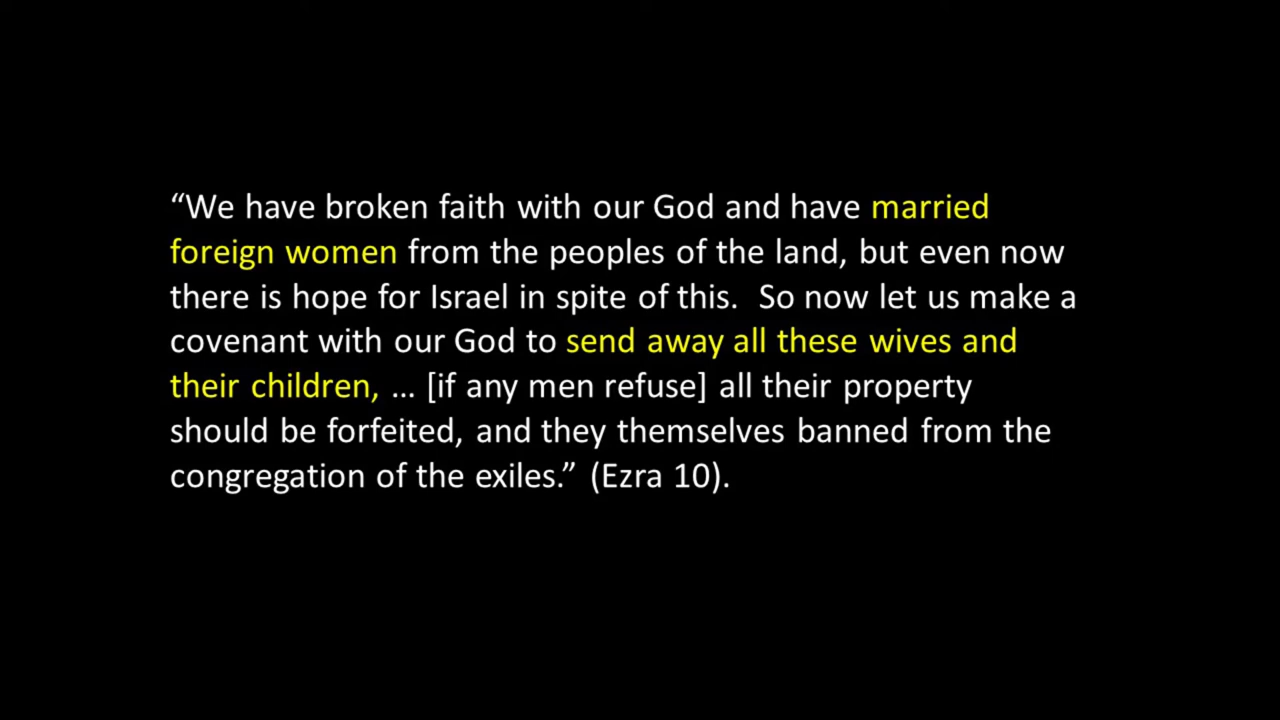 “We have broken faith with our God and have married
foreign women from the peoples of the land, but even now
there is hope for Israel in spite of this.  So now let us make a
covenant with our God to send away all these wives and
their children, … [if any men refuse] all their property
should be forfeited, and they themselves banned from the
congregation of the exiles.” (Ezra 10).